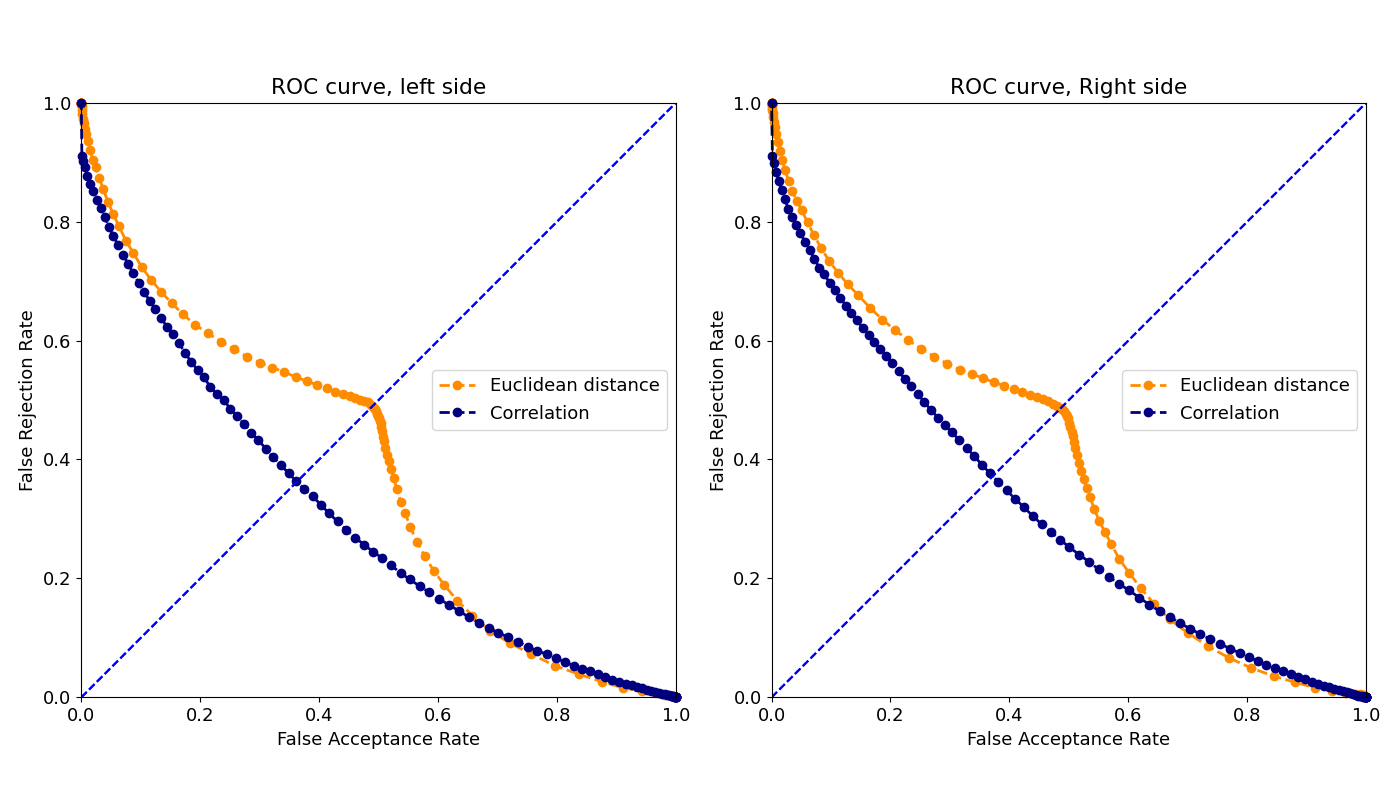 ROC curve, left side
1.0
0.8
0.6
0.4
0.2
0.0
False Rejection Rate
Euclidean distance
Correlation
0.0 0.2 0.4 0.6 0.8 1.0
False Acceptance Rate
ROC curve, Right side
1.0
0.8
0.6
0.4
0.2
0.0
False Rejection Rate
Euclidean distance
Correlation
0.0 0.2 0.4 0.6 0.8 1.0
False Acceptance Rate